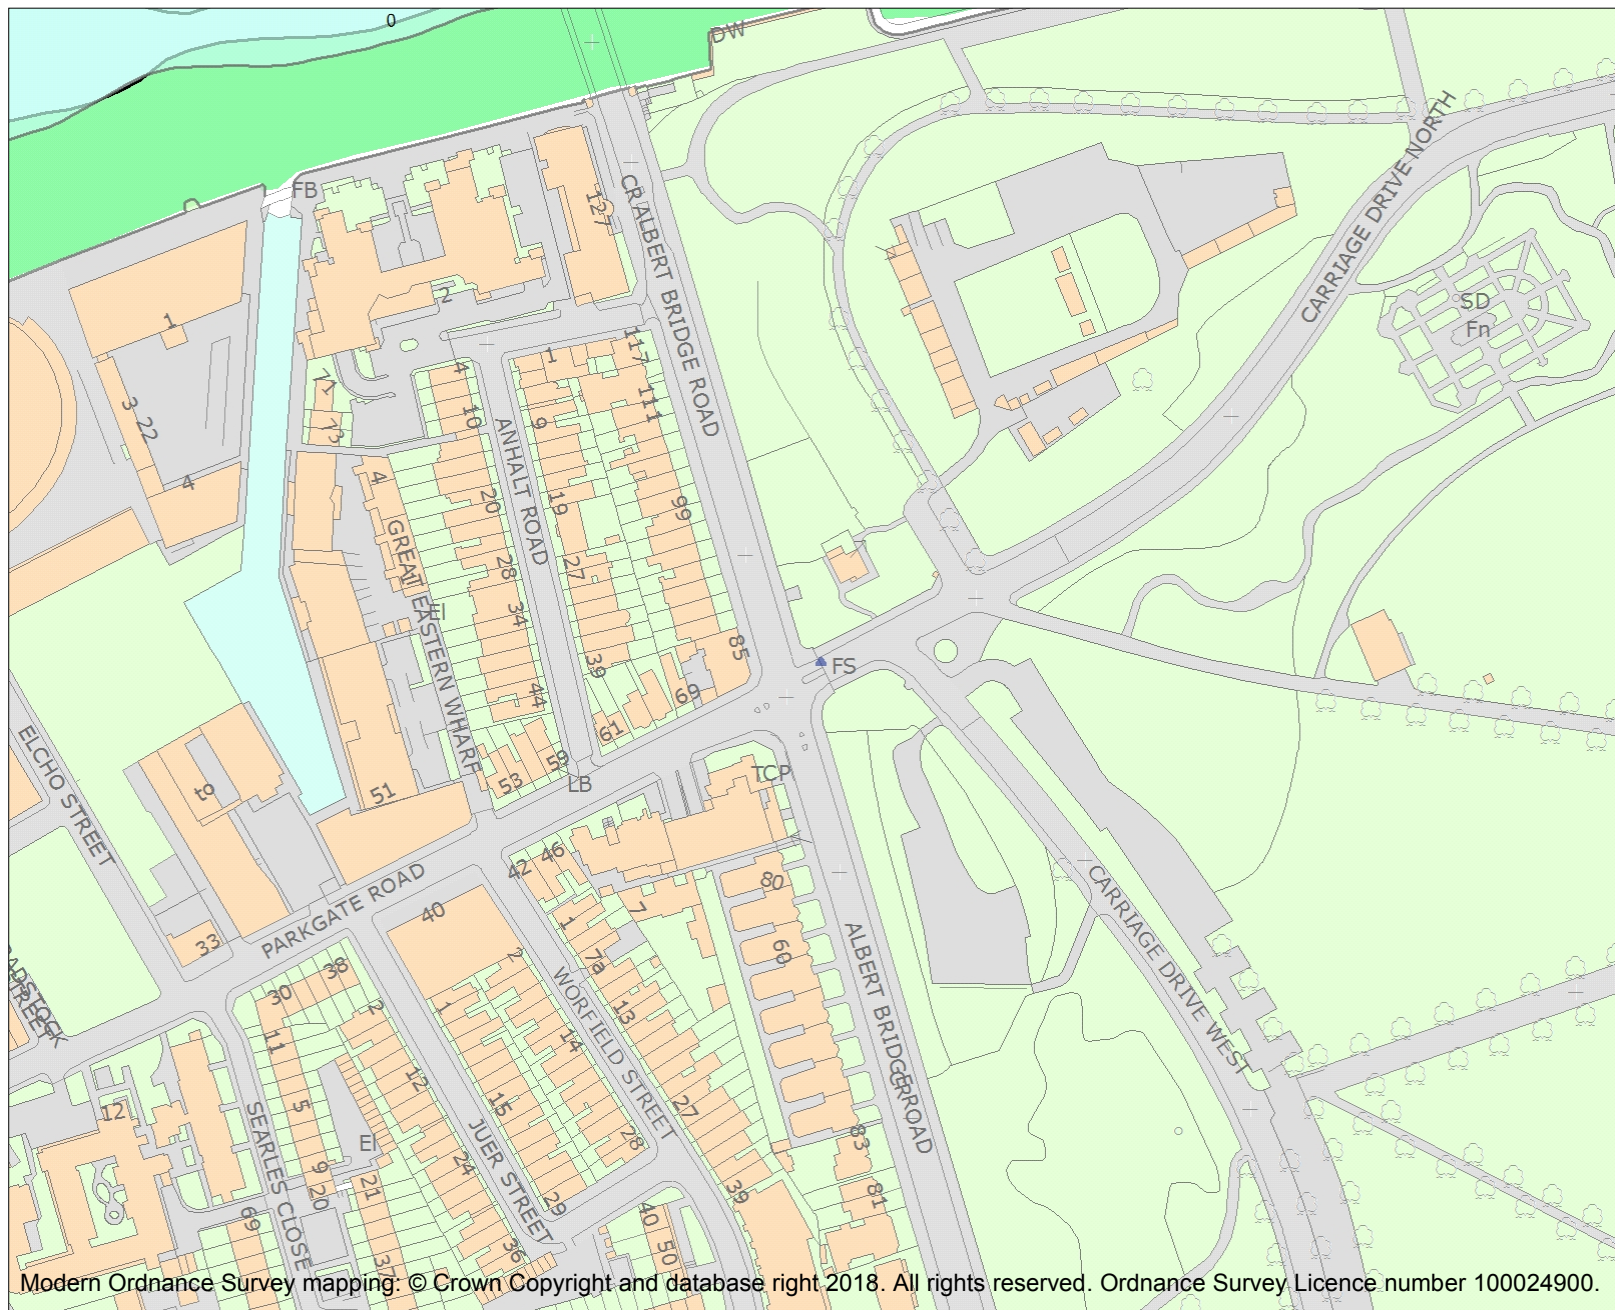 0
DW
FB
127
CR
ALBERT BRIDGE ROAD
CARRIAGE DRIVE NORTH
SD
Fn
2
1
1
117
4
71
3
22
10
9
111
73
ANHALT ROAD
4
4
20
19
99
GREAT EASTERN WHARF
28
27
El
34
39
85
FS
44
69
61
ELCHO STREET
59
LB
53
TCP
51
to
46
42
80
PARKGATE ROAD
40
1
7
33
2
7a
60
ALBERT BRIDGE ROAD
CARRIAGE DRIVE WEST
38
30
WORFIELD STREET
2
1
13
11
14
CR
12
5
15
27
12
SEARLES CLOSE
JUER STREET
El
28
83
24
9
20
21
39
81
29
69
40
36
50
37
Modern Ordnance Survey mapping: © Crown Copyright and database right 2018. All rights reserved. Ordnance Survey Licence number 100024900.